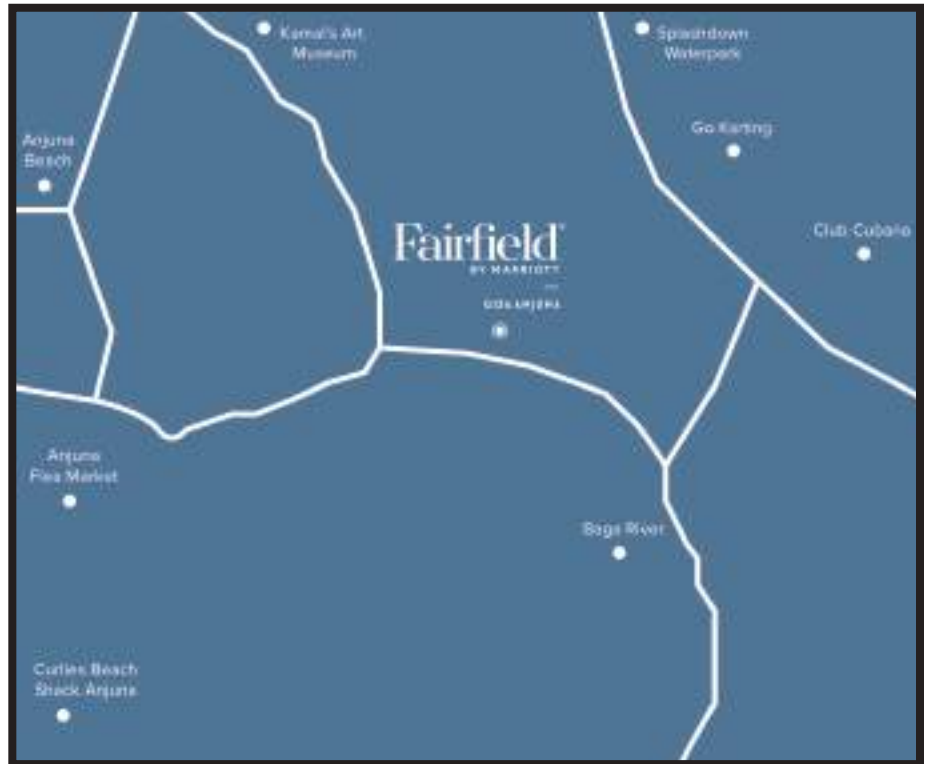 Kamal's Art
Museum
Splashdown
Waterpark
Go Karting
Anjuna
Beach
Club Cubana
Fairfield
BY MARRIOTT
GOA ANJUNA
Anjuna
Flea Market
Baga River
Curlies Beach
Shack Anjuna